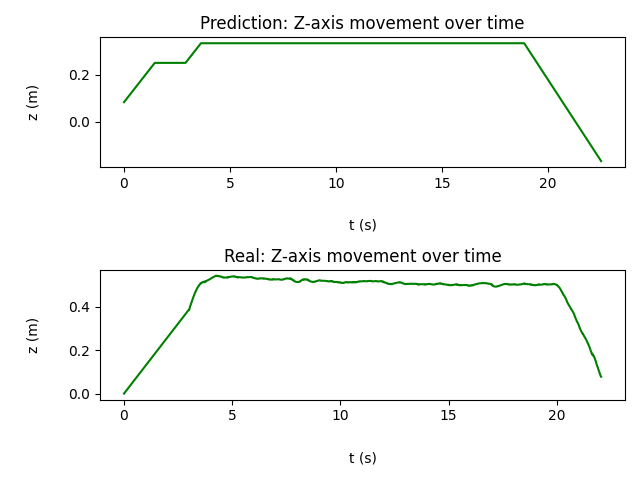 Prediction: Z-axis movement over time
0.2
0.0
z (m)
0 5 10 15 20
t (s)
Real: Z-axis movement over time
0.4
0.2
0.0
z (m)
0 5 10 15 20
t (s)